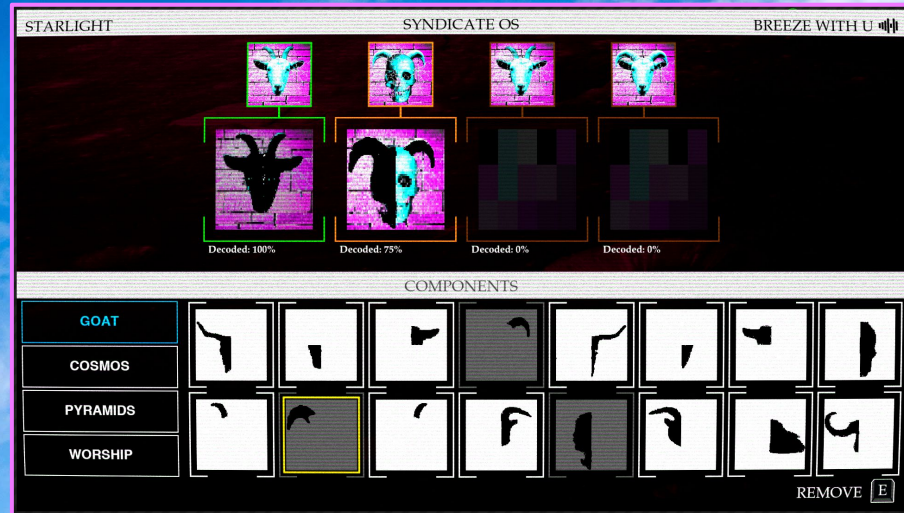 STARLIGHT
SYNDICATE OS
BREEZE WITH U
Decoded: 100%
Decoded: 75%
Decoded: 0%
Decoded: 0%
COMPONENTS
GOAT
COSMOS
PYRAMIDS
WORSHIP
REMOVE E